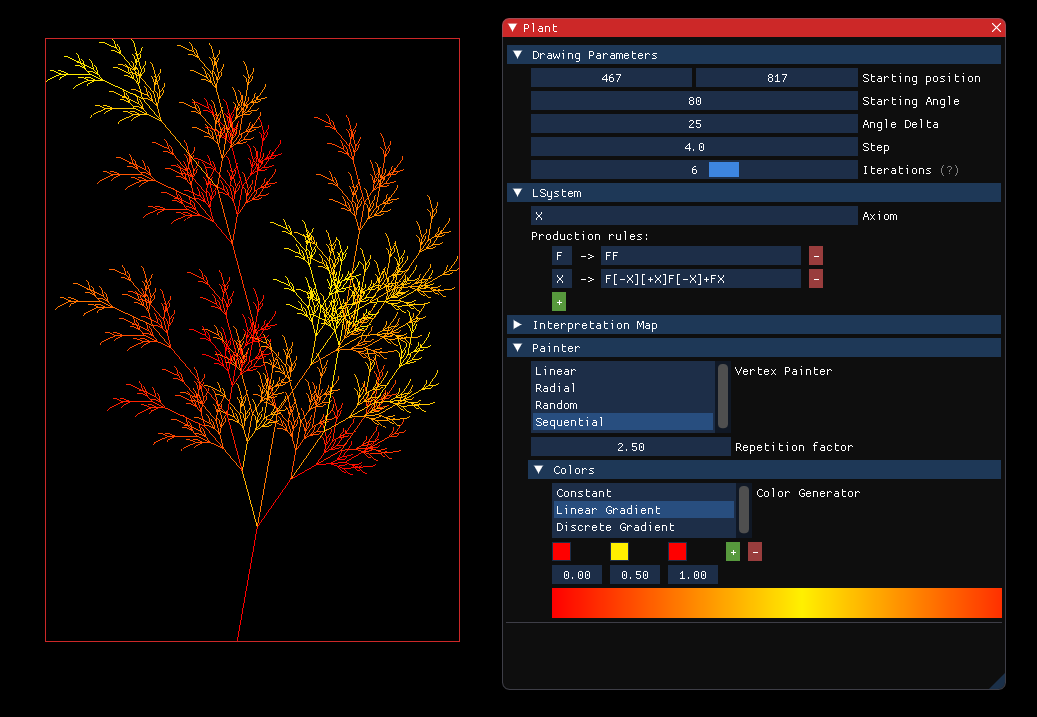 Plant
Drawing Parameters
467 817 Starting position
80 Starting Angle
25 Angle Delta
4.0 Step
6 Iterations (?)
LSystem
X Axiom
Production rules:
F -> FF -
X -> F[-X][+X]F[-X]+FX -
+
Interpretation Map
Painter
Linear Vertex Painter
Radial
Random
Sequential
2.50 Repetition factor
Colors
Constant Color Generator
Linear Gradient
Discrete Gradient
+ -
0.00 0.50 1.00